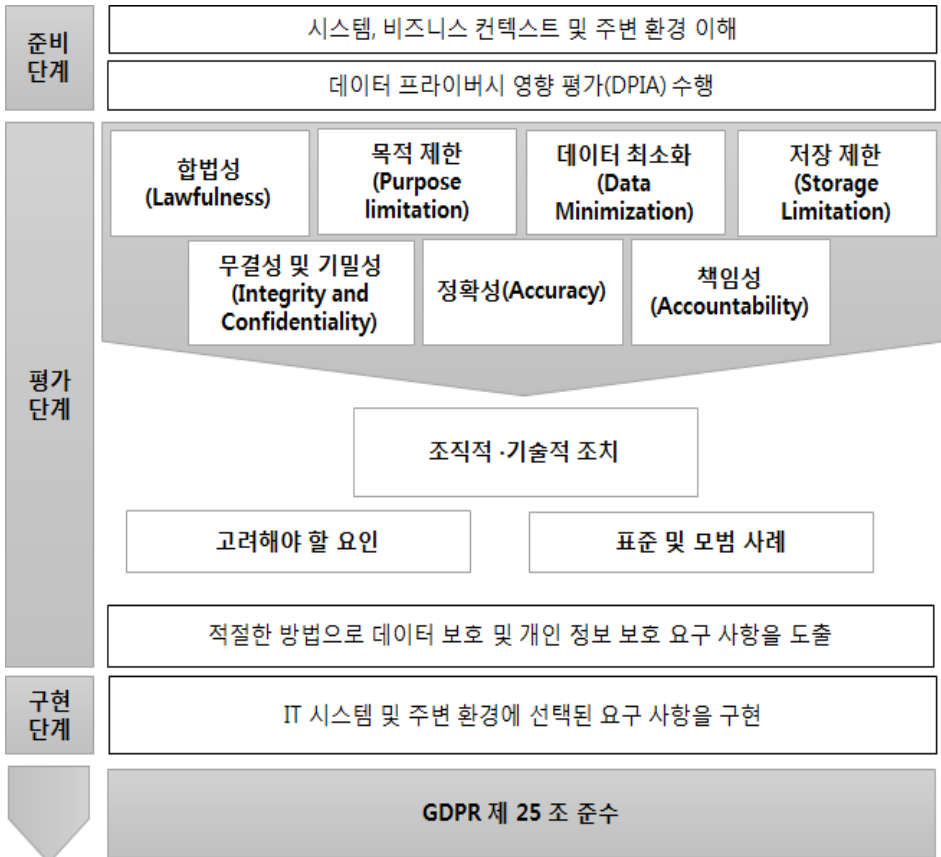 준비
단계
시스템, 비즈니스 컨텍스트 및 주변 환경 이해
데이터 프라이버시 영향 평가(DPIA) 수행
평가
단계
합법성
(Lawfulness)
목적 제한
(Purpose
limitation)
데이터 최소화
(Data
Minimization)
저장 제한
(Storage
Limitation)
무결성 및 기밀성
(Integrity and
Confidentiality)
정확성(Accuracy)
책임성
(Accountability)
조직적 ·기술적 조치
고려해야 할 요인
표준 및 모범 사례
적절한 방법으로 데이터 보호 및 개인 정보 보호 요구 사항을 도출
구현
단계
IT 시스템 및 주변 환경에 선택된 요구 사항을 구현
GDPR 제 25 조 준수